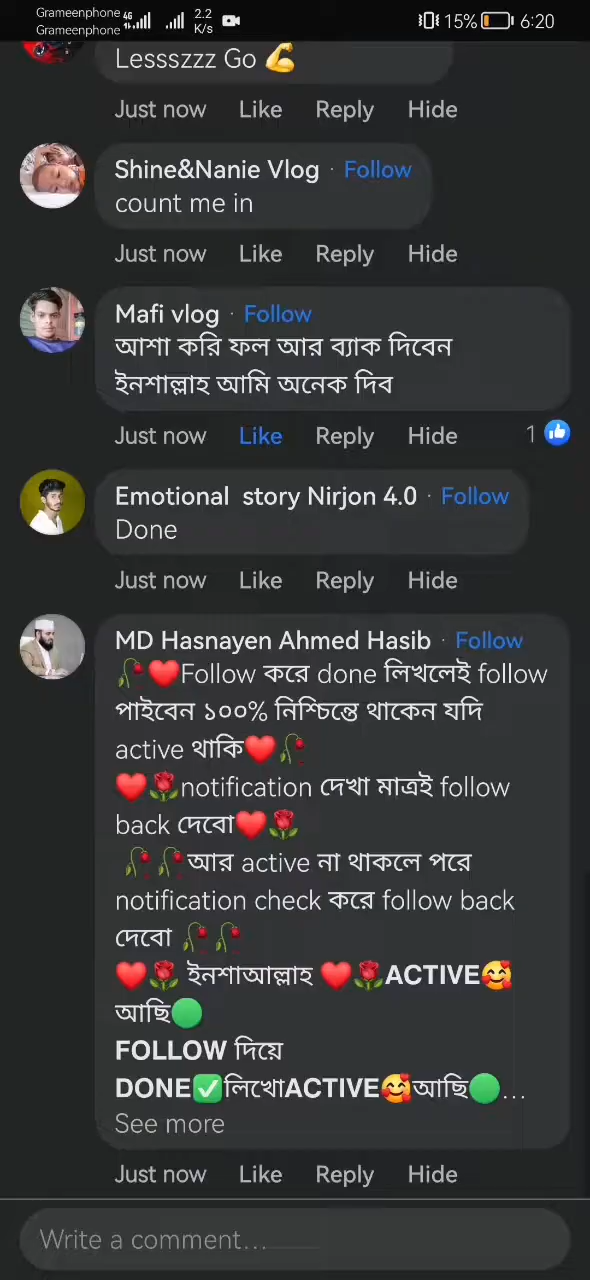 Grameenphone 4G 2.2 15% 6:20
Grameenphone K/s
Lessszzz Go 💪
Just now Like Reply Hide
Shine&Nanie Vlog · Follow
count me in
Just now Like Reply Hide
Mafi vlog · Follow
আশা করি ফল আর ব্যাক দিবেন
ইনশাল্লাহ আমি অনেক দিব
Just now Like Reply Hide 1
Emotional story Nirjon 4.0 · Follow
Done
Just now Like Reply Hide
MD Hasnayen Ahmed Hasib · Follow
🥀❤️Follow করে done লিখলেই follow
পাইবেন ১০০% নিশ্চিন্তে থাকেন যদি
active থাকি❤️🥀
❤️🌹notification দেখা মাত্রই follow
back দেবো❤️🌹
🥀🥀আর active না থাকলে পরে
notification check করে follow back
দেবো 🥀🥀
❤️🌹 ইনশাআল্লাহ ❤️🌹ACTIVE🥰
আছি🟢
FOLLOW দিয়ে
DONE✅লিখোACTIVE🥰আছি🟢...
See more
Just now Like Reply Hide
Write a comment...